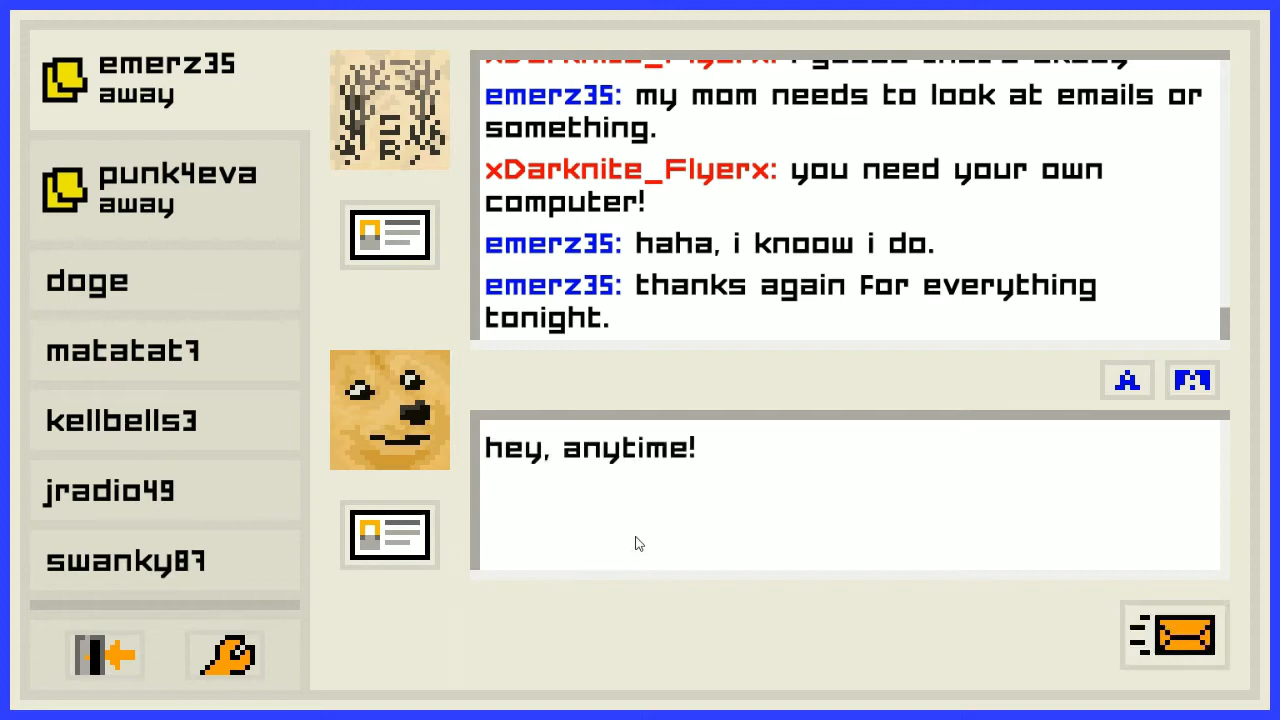 emerz35
away
punk4eva
away
doge
matatat7
kellbells3
jradio49
swanky87
emerz35: my mom needs to look at emails or
something.
xDarknite_Flyerx: you need your own
computer!
emerz35: haha, i knoow i do.
emerz35: thanks again for everything
tonight.
A
hey, anytime!